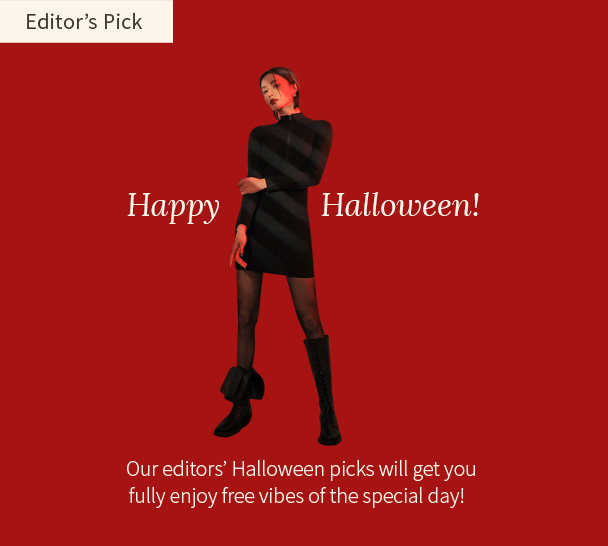 Editor’s Pick
Happy Halloween!
Our editors’ Halloween picks will get you
fully enjoy free vibes of the special day!